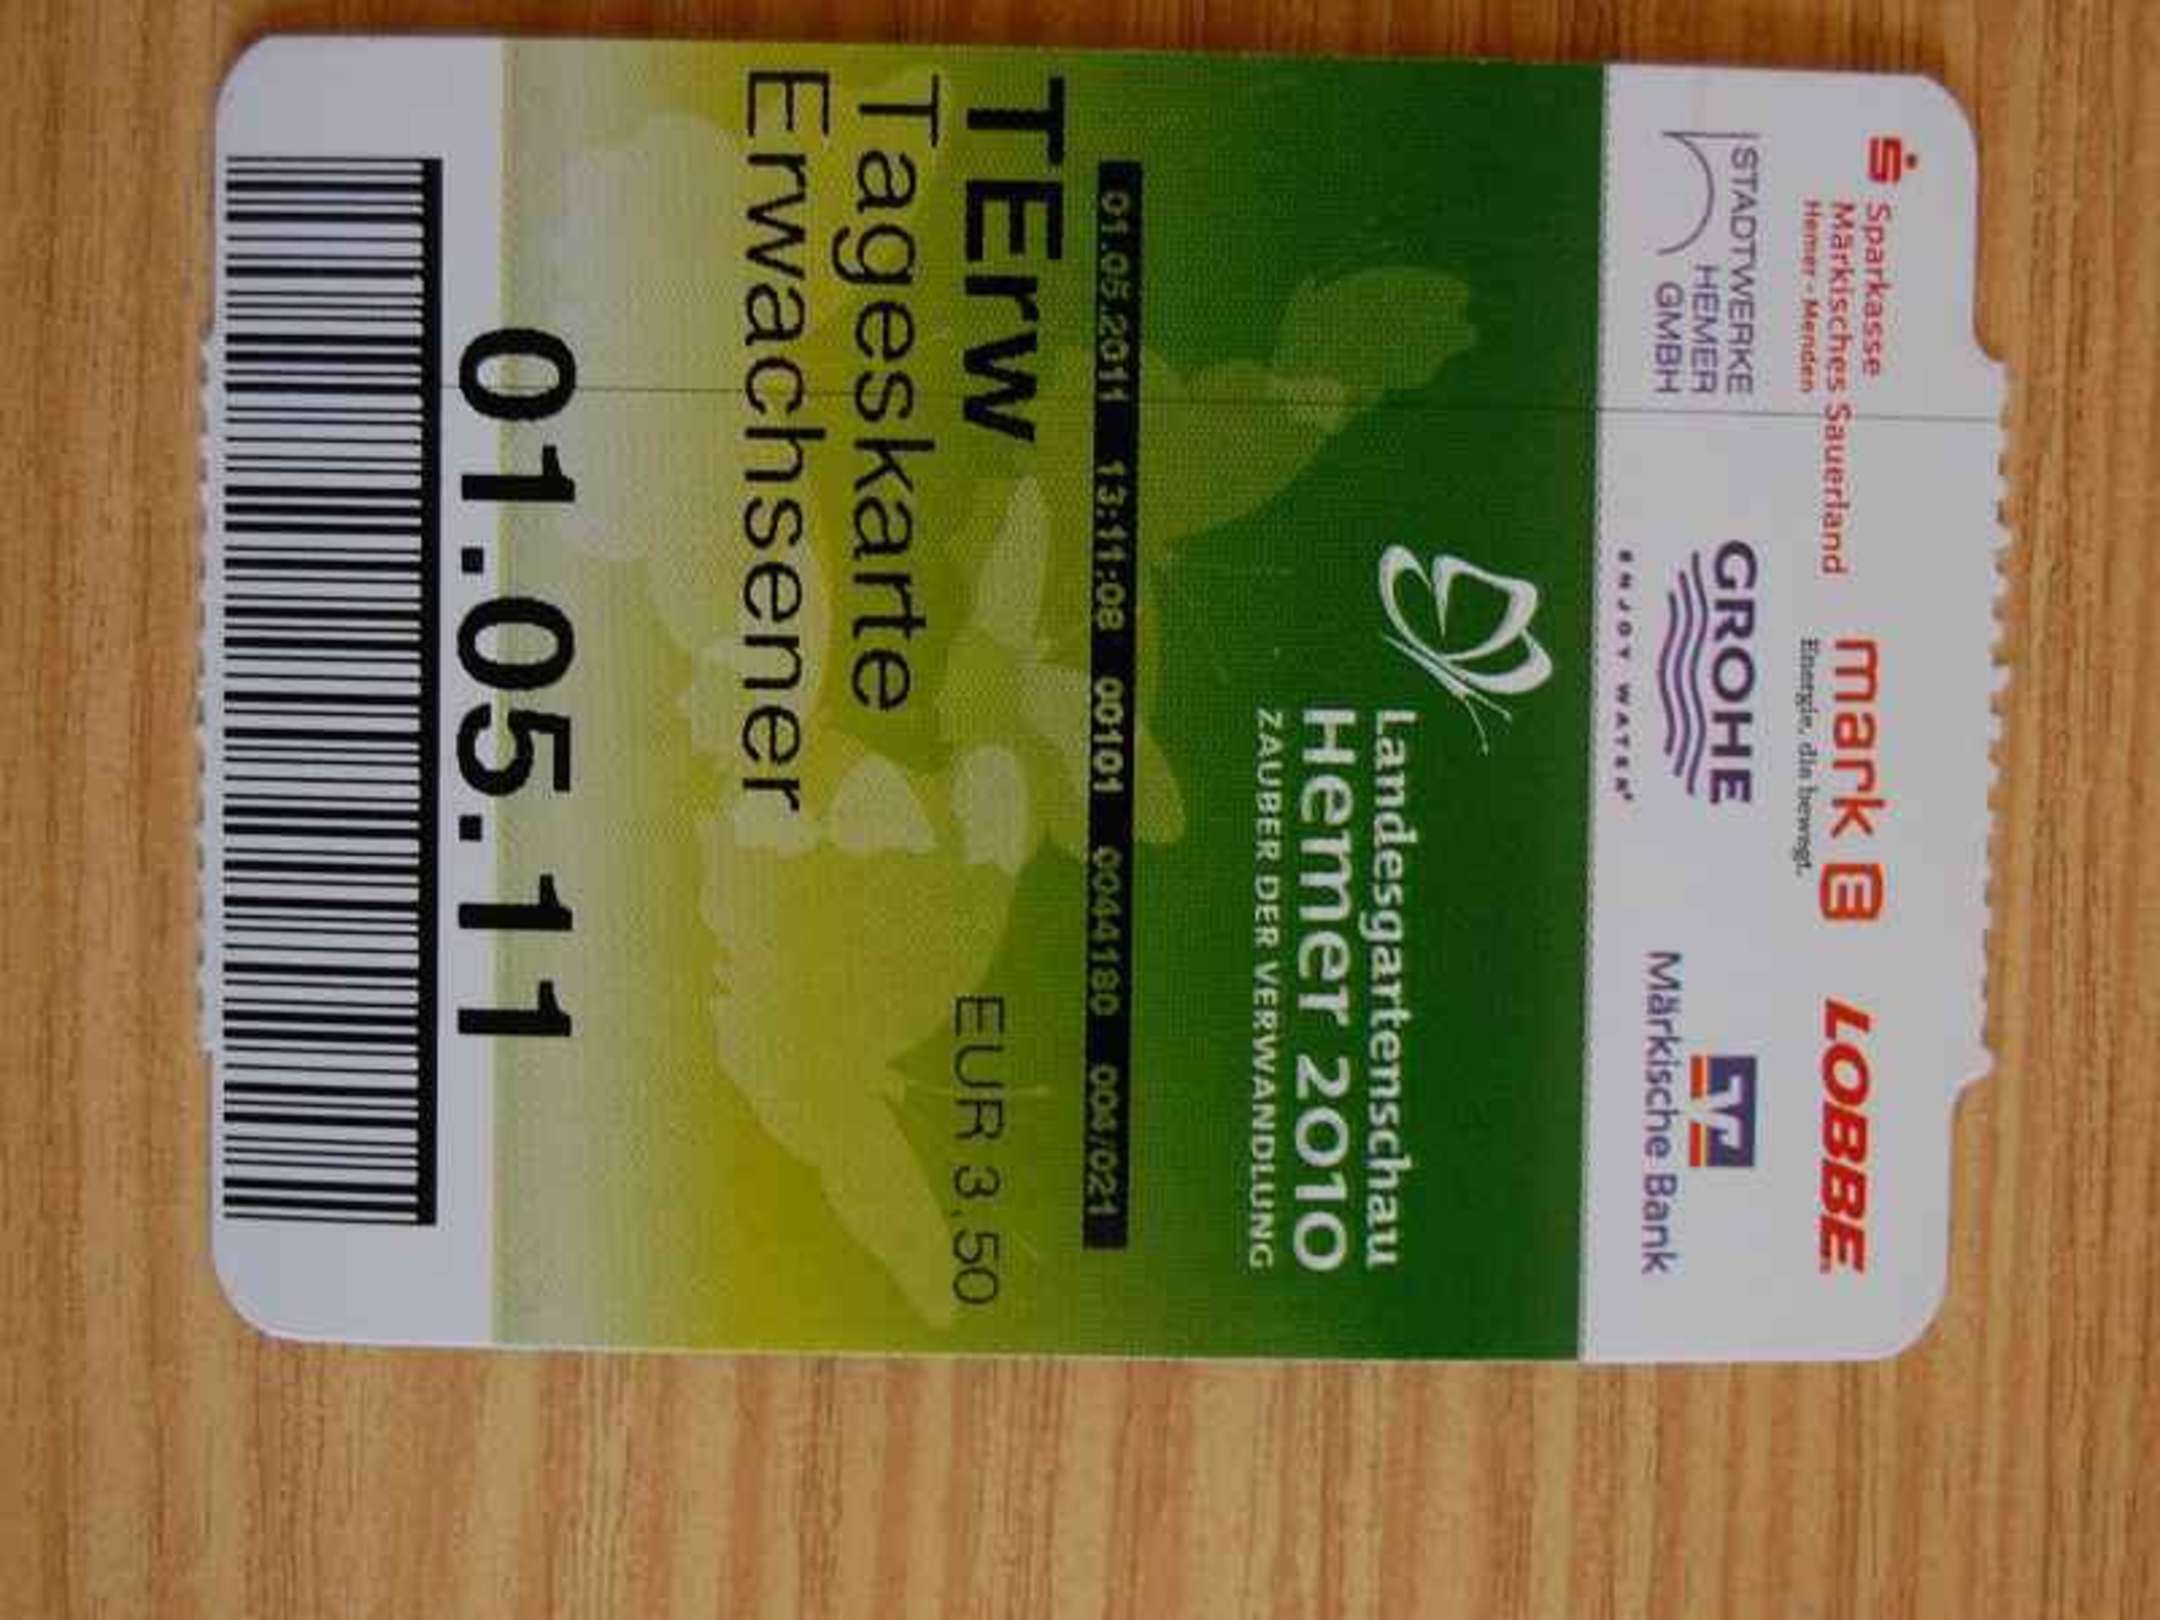 Sparkasse
Märkisches Sauerland
Hemer - Menden
mark E
Energie, die bewegt.
LOBBE
STADTWERKE
HEMER
GMBH
GROHE
ENJOY WATER®
Märkische Bank
Landesgartenschau
Hemer 2010
ZAUBER DER VERWANDLUNG
01.05.2011 13:11:08 00101 0044180 004/021
TErw
EUR 3,50
Tageskarte
Erwachsener
01.05.11